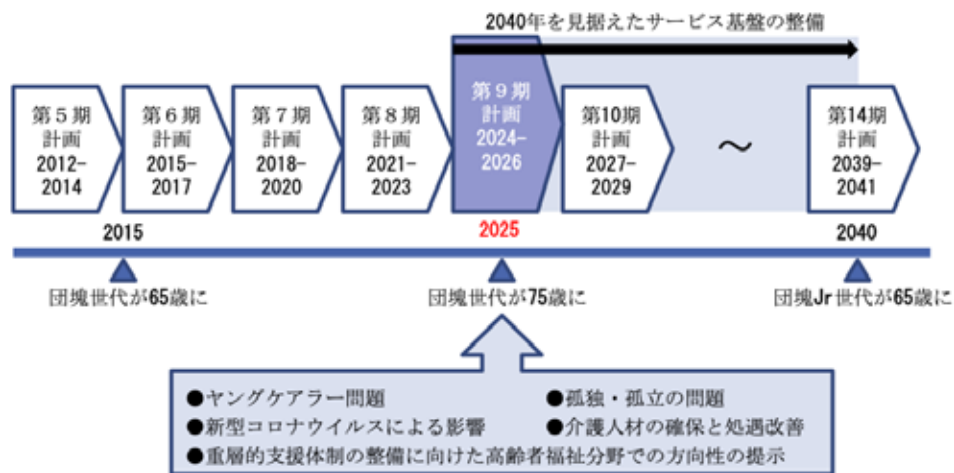 2040年を見据えたサービス基盤の整備
第５期
計画
2012−
2014
第６期
計画
2015−
2017
第７期
計画
2018−
2020
第８期
計画
2021−
2023
第９期
計画
2024−
2026
第10期
計画
2027−
2029
～
第14期
計画
2039−
2041
2015
2025
2040
団塊世代が65歳に
団塊世代が75歳に
団塊Jr世代が65歳に
●ヤングケアラー問題
●孤独・孤立の問題
●新型コロナウイルスによる影響
●介護人材の確保と処遇改善
●重層的支援体制の整備に向けた高齢者福祉分野での方向性の提示